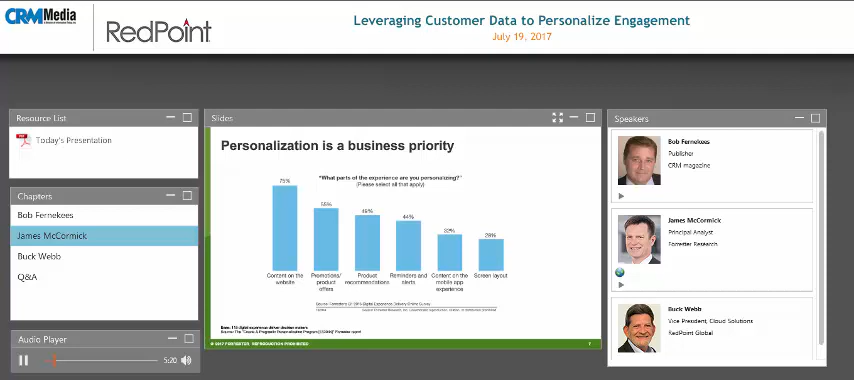 CRM Media
RedPoint
Leveraging Customer Data to Personalize Engagement
July 19, 2017
Resource List
Today's Presentation
Chapters
Bob Fernekees
James McCormick
Buck Webb
Q&A
Audio Player
5:20
Slides
Personalization is a business priority
"What parts of the experience are you personalizing?"
(Please select all that apply)
75%
55%
49%
44%
32%
28%
Content on the website
Promotions/ product offers
Product recommendations
Reminders and alerts
Content on the mobile app experience
Screen layout
© 2017 FORRESTER. REPRODUCTION PROHIBITED
7
Speakers
Bob Fernekees
Publisher
CRM magazine
James McCormick
Principal Analyst
Forrester Research
Buck Webb
Vice President, Cloud Solutions
RedPoint Global